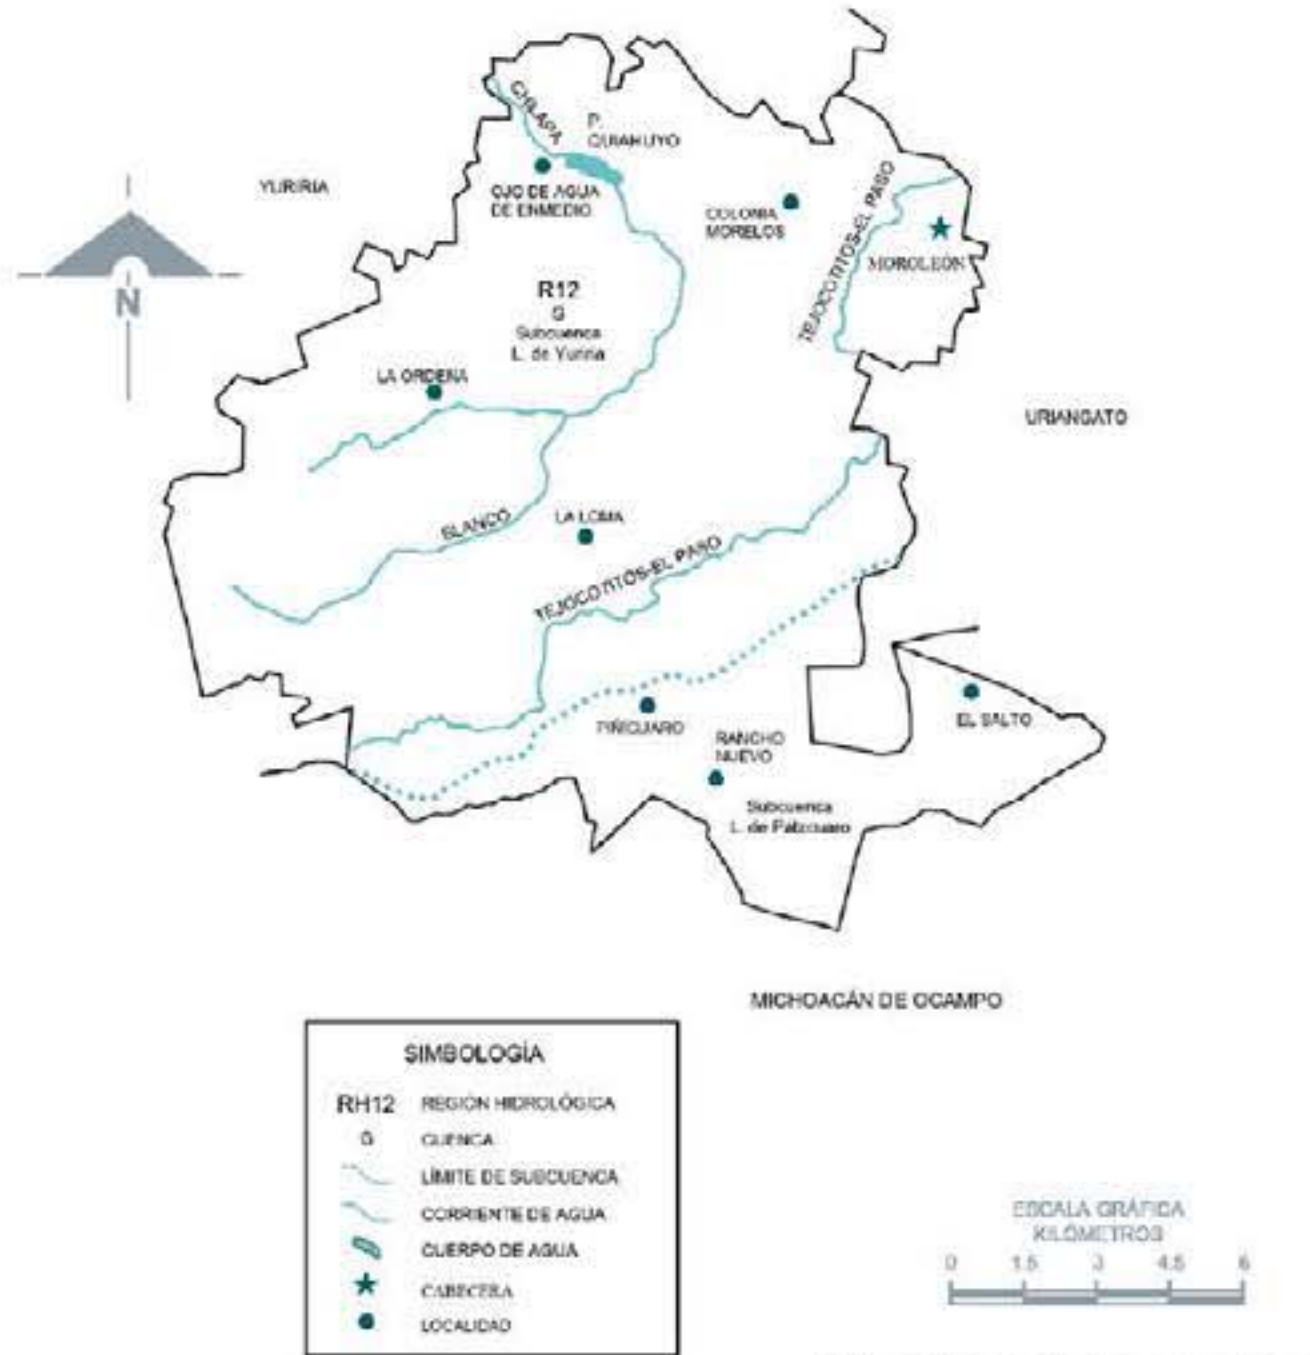 CHILAPA
P.
QUIAHUYO
YURIRIA
OJO DE AGUA
DE ENMEDIO
COLONIA
MORELOS
TEJOCOTITOS-EL PASO
MOROLEÓN
N
R12
G
Subcuenca
L. de Yuriria
LA ORDEÑA
URIANGATO
BLANCO
LA LOMA
TEJOCOTITOS-EL PASO
PIÑICUARO
RANCHO
NUEVO
EL SALTO
Subcuenca
L. de Pátzcuaro
MICHOACÁN DE OCAMPO
SIMBOLOGÍA
RH12 REGIÓN HIDROLÓGICA
G CUENCA
LÍMITE DE SUBCUENCA
CORRIENTE DE AGUA
CUERPO DE AGUA
CABECERA
LOCALIDAD
ESCALA GRÁFICA
KILÓMETROS
0 1.5 3 4.5 6